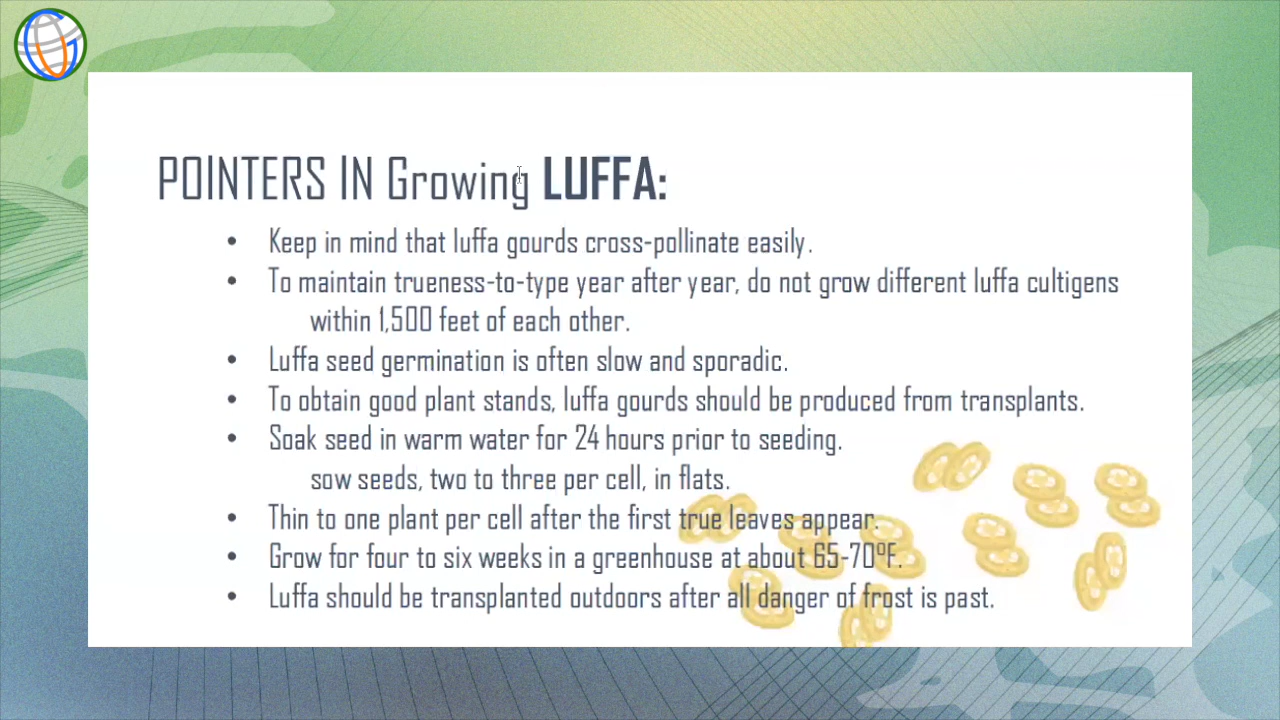 POINTERS IN Growing LUFFA:
• Keep in mind that luffa gourds cross-pollinate easily.
• To maintain trueness-to-type year after year, do not grow different luffa cultigens
within 1,500 feet of each other.
• Luffa seed germination is often slow and sporadic.
• To obtain good plant stands, luffa gourds should be produced from transplants.
• Soak seed in warm water for 24 hours prior to seeding.
sow seeds, two to three per cell, in flats.
• Thin to one plant per cell after the first true leaves appear.
• Grow for four to six weeks in a greenhouse at about 65-70ºF.
• Luffa should be transplanted outdoors after all danger of frost is past.